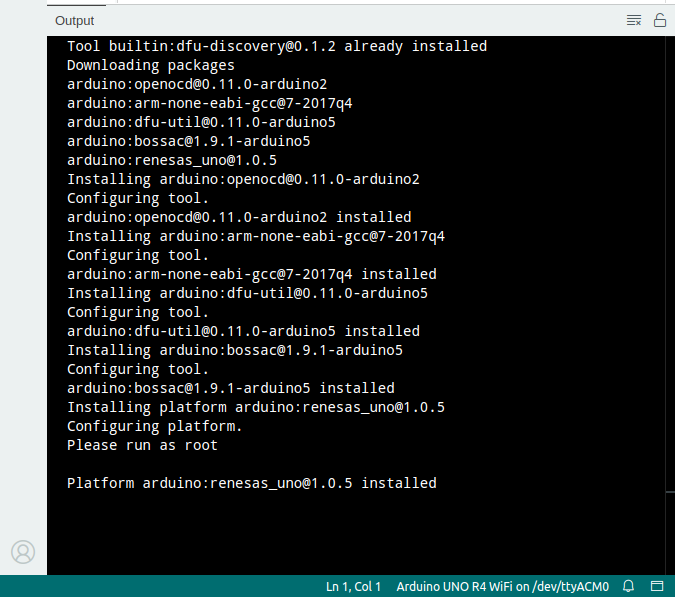 Output
Tool builtin:dfu-discovery@0.1.2 already installed
Downloading packages
arduino:openocd@0.11.0-arduino2
arduino:arm-none-eabi-gcc@7-2017q4
arduino:dfu-util@0.11.0-arduino5
arduino:bossac@1.9.1-arduino5
arduino:renesas_uno@1.0.5
Installing arduino:openocd@0.11.0-arduino2
Configuring tool.
arduino:openocd@0.11.0-arduino2 installed
Installing arduino:arm-none-eabi-gcc@7-2017q4
Configuring tool.
arduino:arm-none-eabi-gcc@7-2017q4 installed
Installing arduino:dfu-util@0.11.0-arduino5
Configuring tool.
arduino:dfu-util@0.11.0-arduino5 installed
Installing arduino:bossac@1.9.1-arduino5
Configuring tool.
arduino:bossac@1.9.1-arduino5 installed
Installing platform arduino:renesas_uno@1.0.5
Configuring platform.
Please run as root
Platform arduino:renesas_uno@1.0.5 installed
Ln 1, Col 1 Arduino UNO R4 WiFi on /dev/ttyACM0